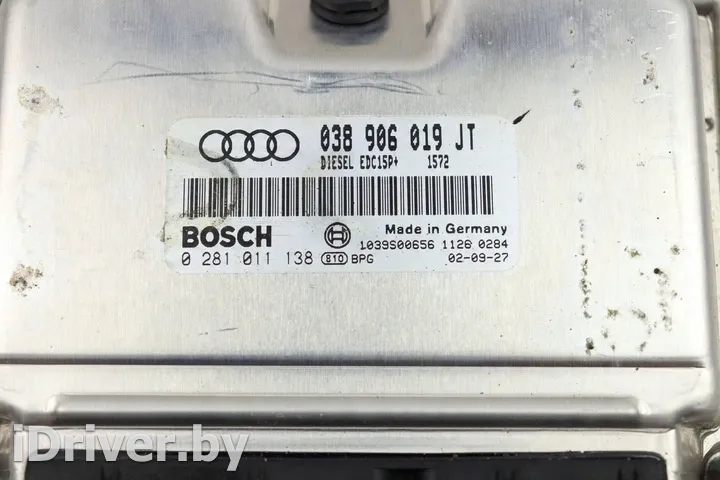 038 906 019 JT
DIESEL EDC15P+ 1572
BOSCH
Made in Germany
1039S00656 1126 0284
0 281 011 138 810 BPG 02-09-27
iDriver.by